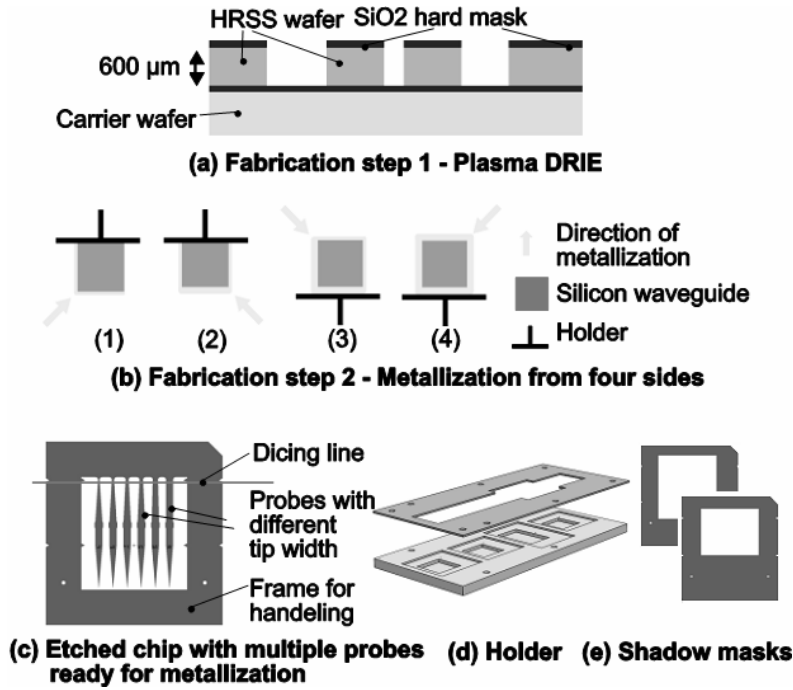 HRSS wafer SiO2 hard mask
600 µm
Carrier wafer
(a) Fabrication step 1 - Plasma DRIE
Direction of
metallization
Silicon waveguide
Holder
(1) (2) (3) (4)
(b) Fabrication step 2 - Metallization from four sides
Dicing line
Probes with
different
tip width
Frame for
handeling
(c) Etched chip with multiple probes
ready for metallization
(d) Holder
(e) Shadow masks